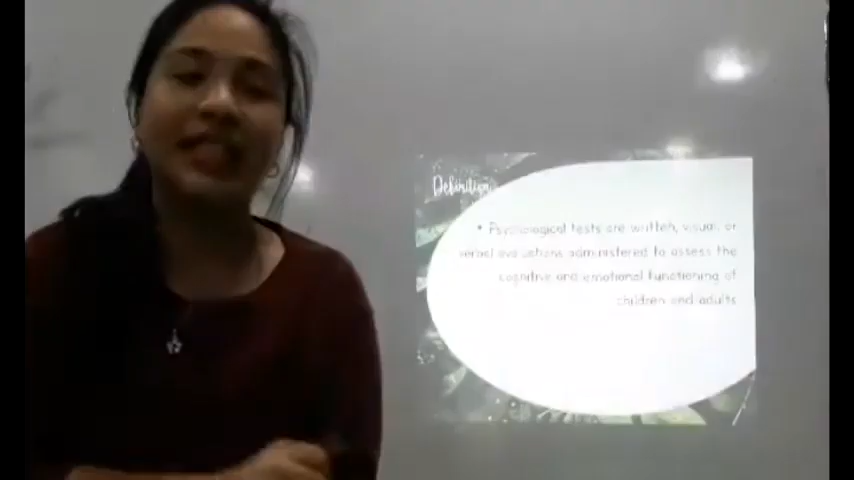 Definition
• Psychological tests are written, visual, or
verbal evaluations administered to assess the
cognitive and emotional functioning of
children and adults